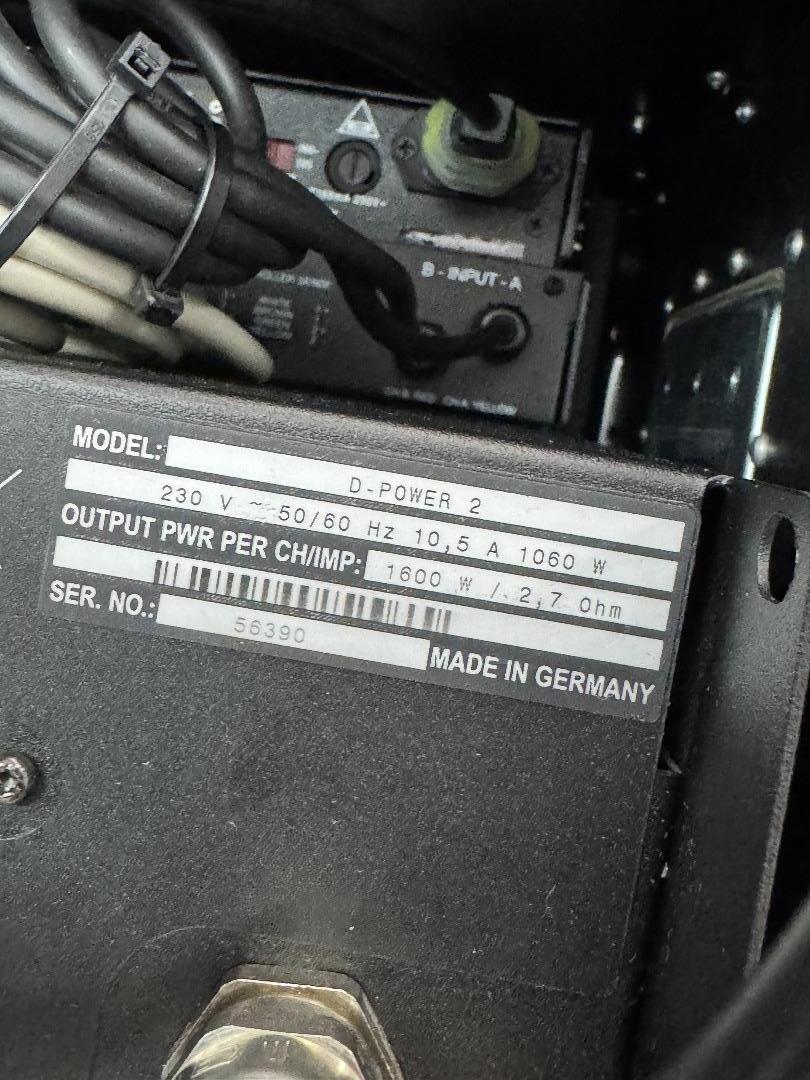 B - INPUT - A
MODEL: D-POWER 2
230 V ~ 50/60 Hz 10,5 A 1060 W
OUTPUT PWR PER CH/IMP: 1600 W / 2,7 Ohm
SER. NO.: 56390 MADE IN GERMANY